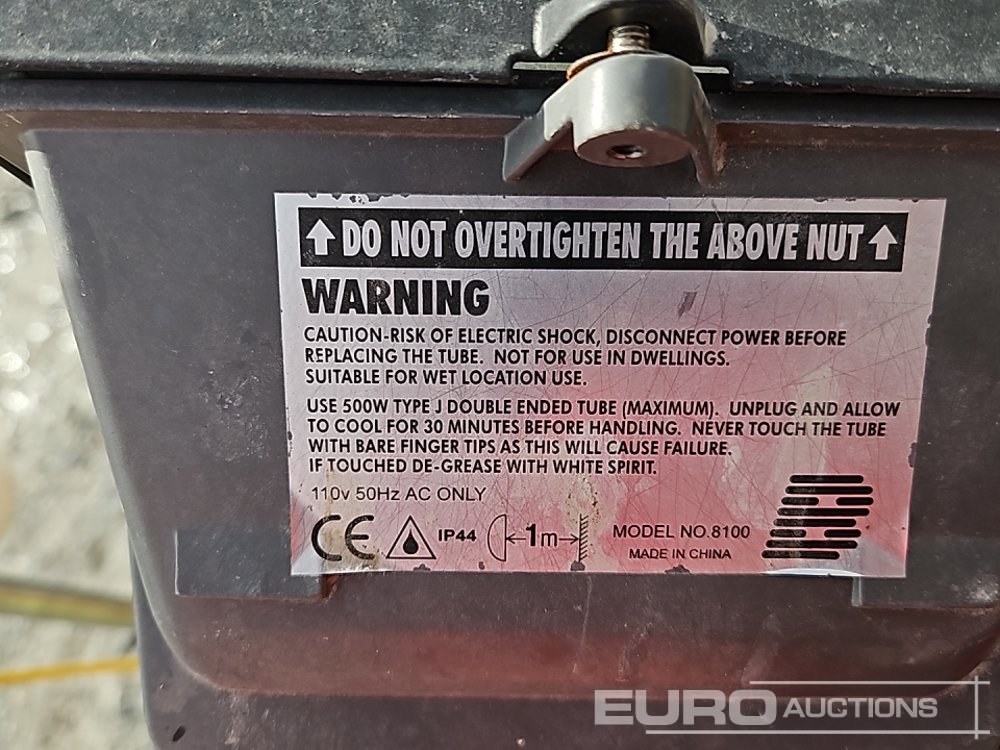 DO NOT OVERTIGHTEN THE ABOVE NUT
WARNING
CAUTION-RISK OF ELECTRIC SHOCK, DISCONNECT POWER BEFORE
REPLACING THE TUBE. NOT FOR USE IN DWELLINGS.
SUITABLE FOR WET LOCATION USE.
USE 500W TYPE J DOUBLE ENDED TUBE (MAXIMUM). UNPLUG AND ALLOW
TO COOL FOR 30 MINUTES BEFORE HANDLING. NEVER TOUCH THE TUBE
WITH BARE FINGER TIPS AS THIS WILL CAUSE FAILURE.
IF TOUCHED DE-GREASE WITH WHITE SPIRIT.
110v 50Hz AC ONLY
CE IP44 1m MODEL NO.8100
MADE IN CHINA
EURO AUCTIONS